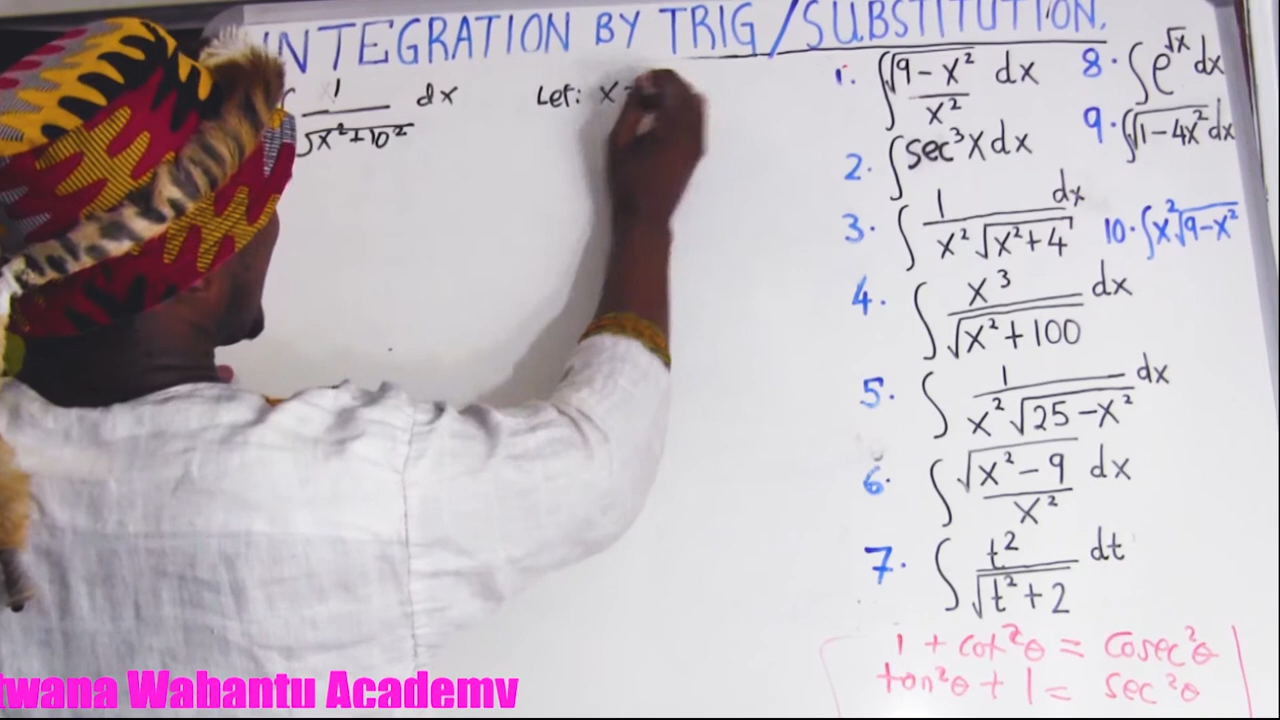 INTEGRATION BY TRIG/SUBSTITUTION.
∫ 1/√(x²+10²) dx Let: x =
1. ∫ √(9-x²)/x² dx
2. ∫ sec³x dx
3. ∫ 1/(x²√(x²+4)) dx
4. ∫ x³/√(x²+100) dx
5. ∫ 1/(x²√(25-x²)) dx
6. ∫ √(x²-9)/x² dx
7. ∫ t²/√(t²+2) dt
8. ∫ e^√x dx
9. ∫ √(1-4x²) dx
10. ∫ x²√(9-x²)
1 + cot²θ = cosec²θ
tan²θ + 1 = sec²θ
Wabantu Academy